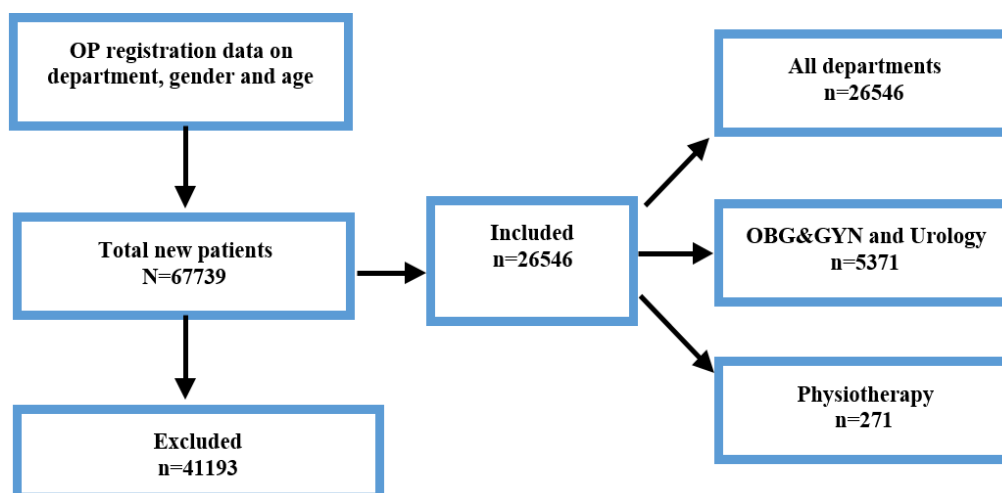 OP registration data on
department, gender and age
Total new patients
N=67739
Excluded
n=41193
Included
n=26546
All departments
n=26546
OBG&GYN and Urology
n=5371
Physiotherapy
n=271